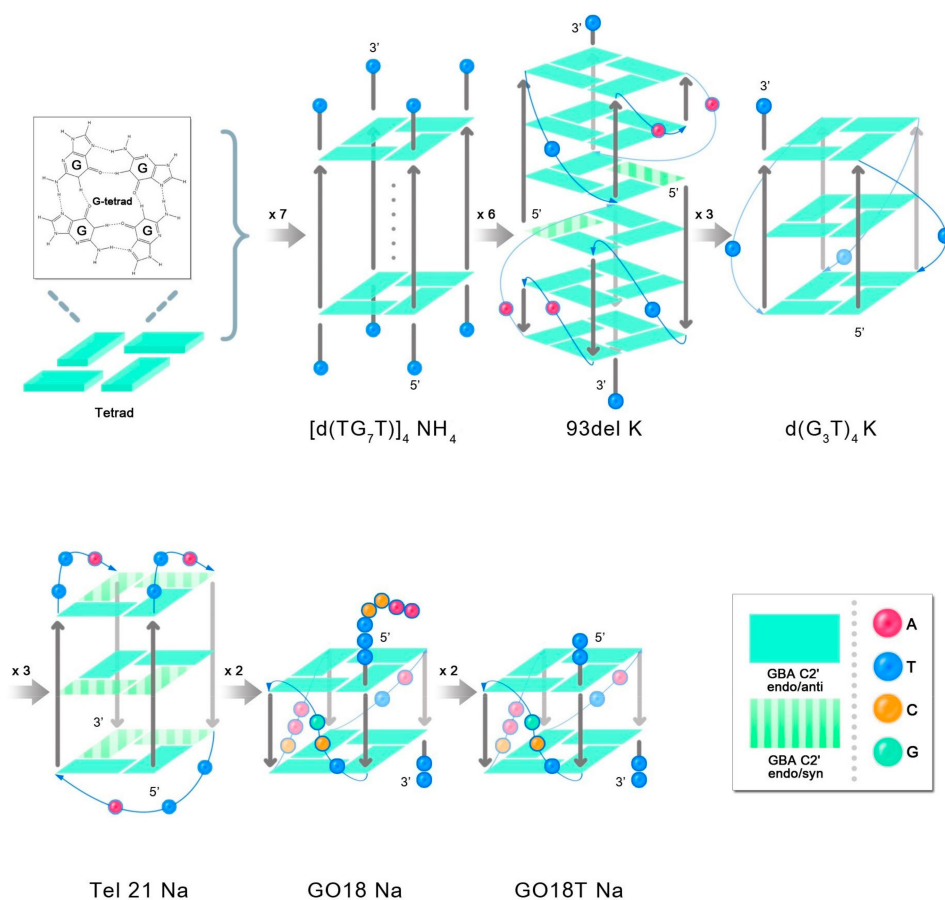 G
G
G-tetrad
G
G
H
Tetrad
x 7
3'
5'
[d(TG₇T)]₄ NH₄
x 6
3'
5'
5'
3'
93del K
x 3
3'
5'
d(G₃T)₄ K
x 3
3'
5'
Tel 21 Na
x 2
5'
3'
GO18 Na
x 2
5'
3'
GO18T Na
GBA C2'
endo/anti
GBA C2'
endo/syn
A
T
C
G